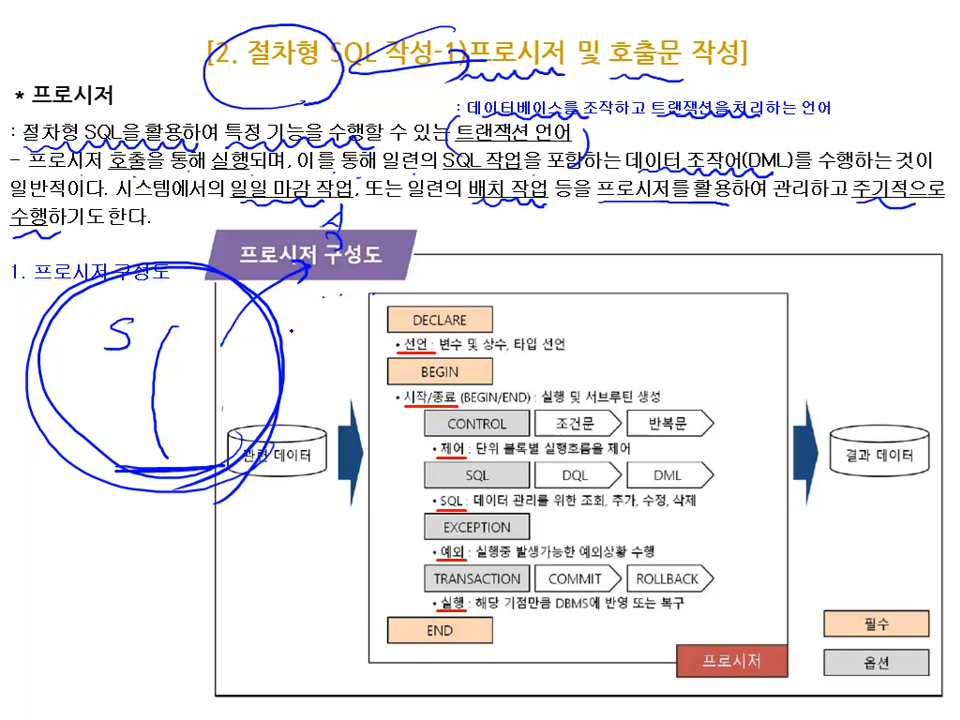 [2. 절차형 SQL 작성-1)프로시저 및 호출문 작성]
* 프로시저
: 데이터베이스를 조작하고 트랜잭션을 처리하는 언어
: 절차형 SQL을 활용하여 특정 기능을 수행할 수 있는 트랜잭션 언어
- 프로시저 호출을 통해 실행되며, 이를 통해 일련의 SQL 작업을 포함하는 데이터 조작어(DML)를 수행하는 것이
일반적이다. 시스템에서의 일일 마감 작업, 또는 일련의 배치 작업 등을 프로시저를 활용하여 관리하고 주기적으로
수행하기도 한다.
1. 프로시저 구성도
프로시저 구성도
S
DECLARE
• 선언 : 변수 및 상수, 타입 선언
BEGIN
• 시작/종료 (BEGIN/END) : 실행 및 서브루틴 생성
CONTROL 조건문 반복문
• 제어 : 단위 블록별 실행흐름을 제어
관련 데이터
결과 데이터
SQL DQL DML
• SQL : 데이터 관리를 위한 조회, 추가, 수정, 삭제
EXCEPTION
• 예외 : 실행중 발생가능한 예외상황 수행
TRANSACTION COMMIT ROLLBACK
• 실행 : 해당 기점만큼 DBMS에 반영 또는 복구
END
필수
프로시저
옵션